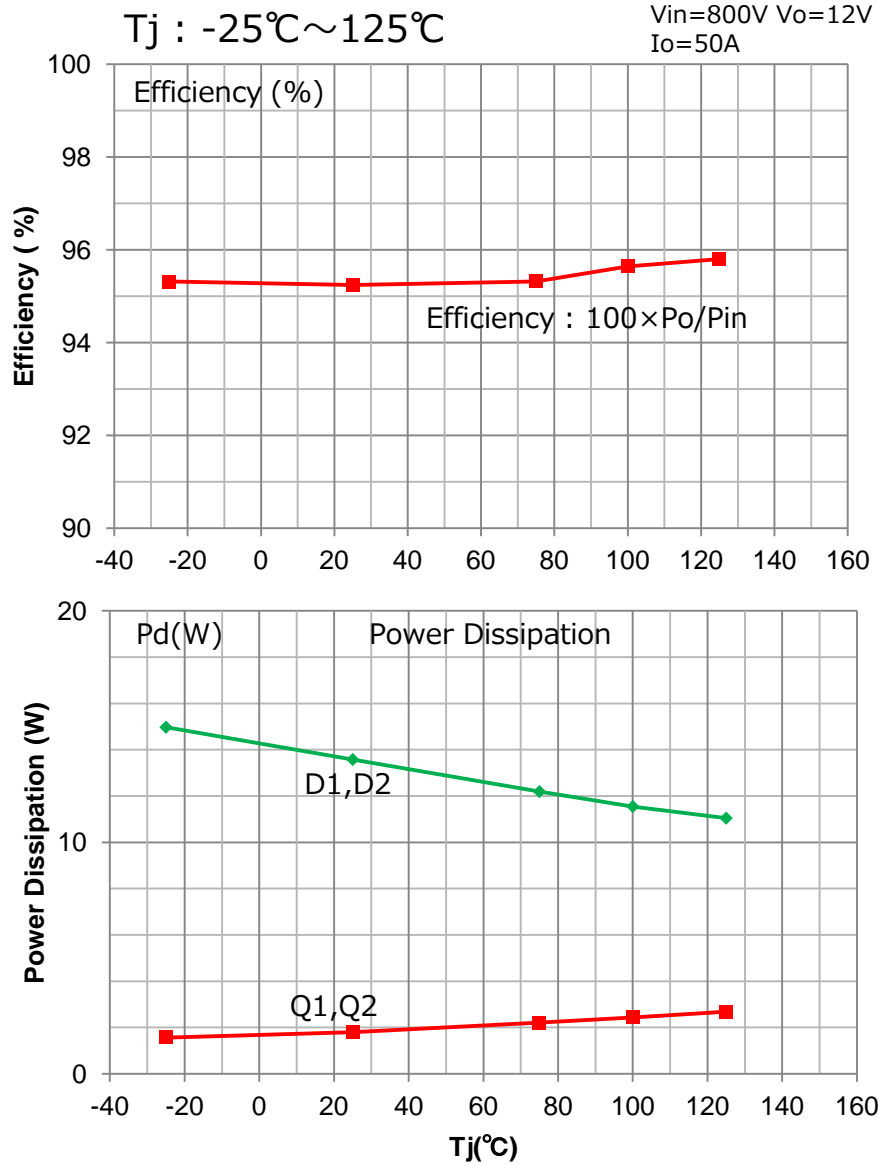 Tj : -25℃～125℃
Vin=800V Vo=12V
Io=50A
Efficiency (%)
Efficiency ( %)
100
98
96
94
92
90
Efficiency : 100×Po/Pin
-40 -20 0 20 40 60 80 100 120 140 160
Pd(W) Power Dissipation
Power Dissipation (W)
20
10
0
D1,D2
Q1,Q2
-40 -20 0 20 40 60 80 100 120 140 160
Tj(℃)